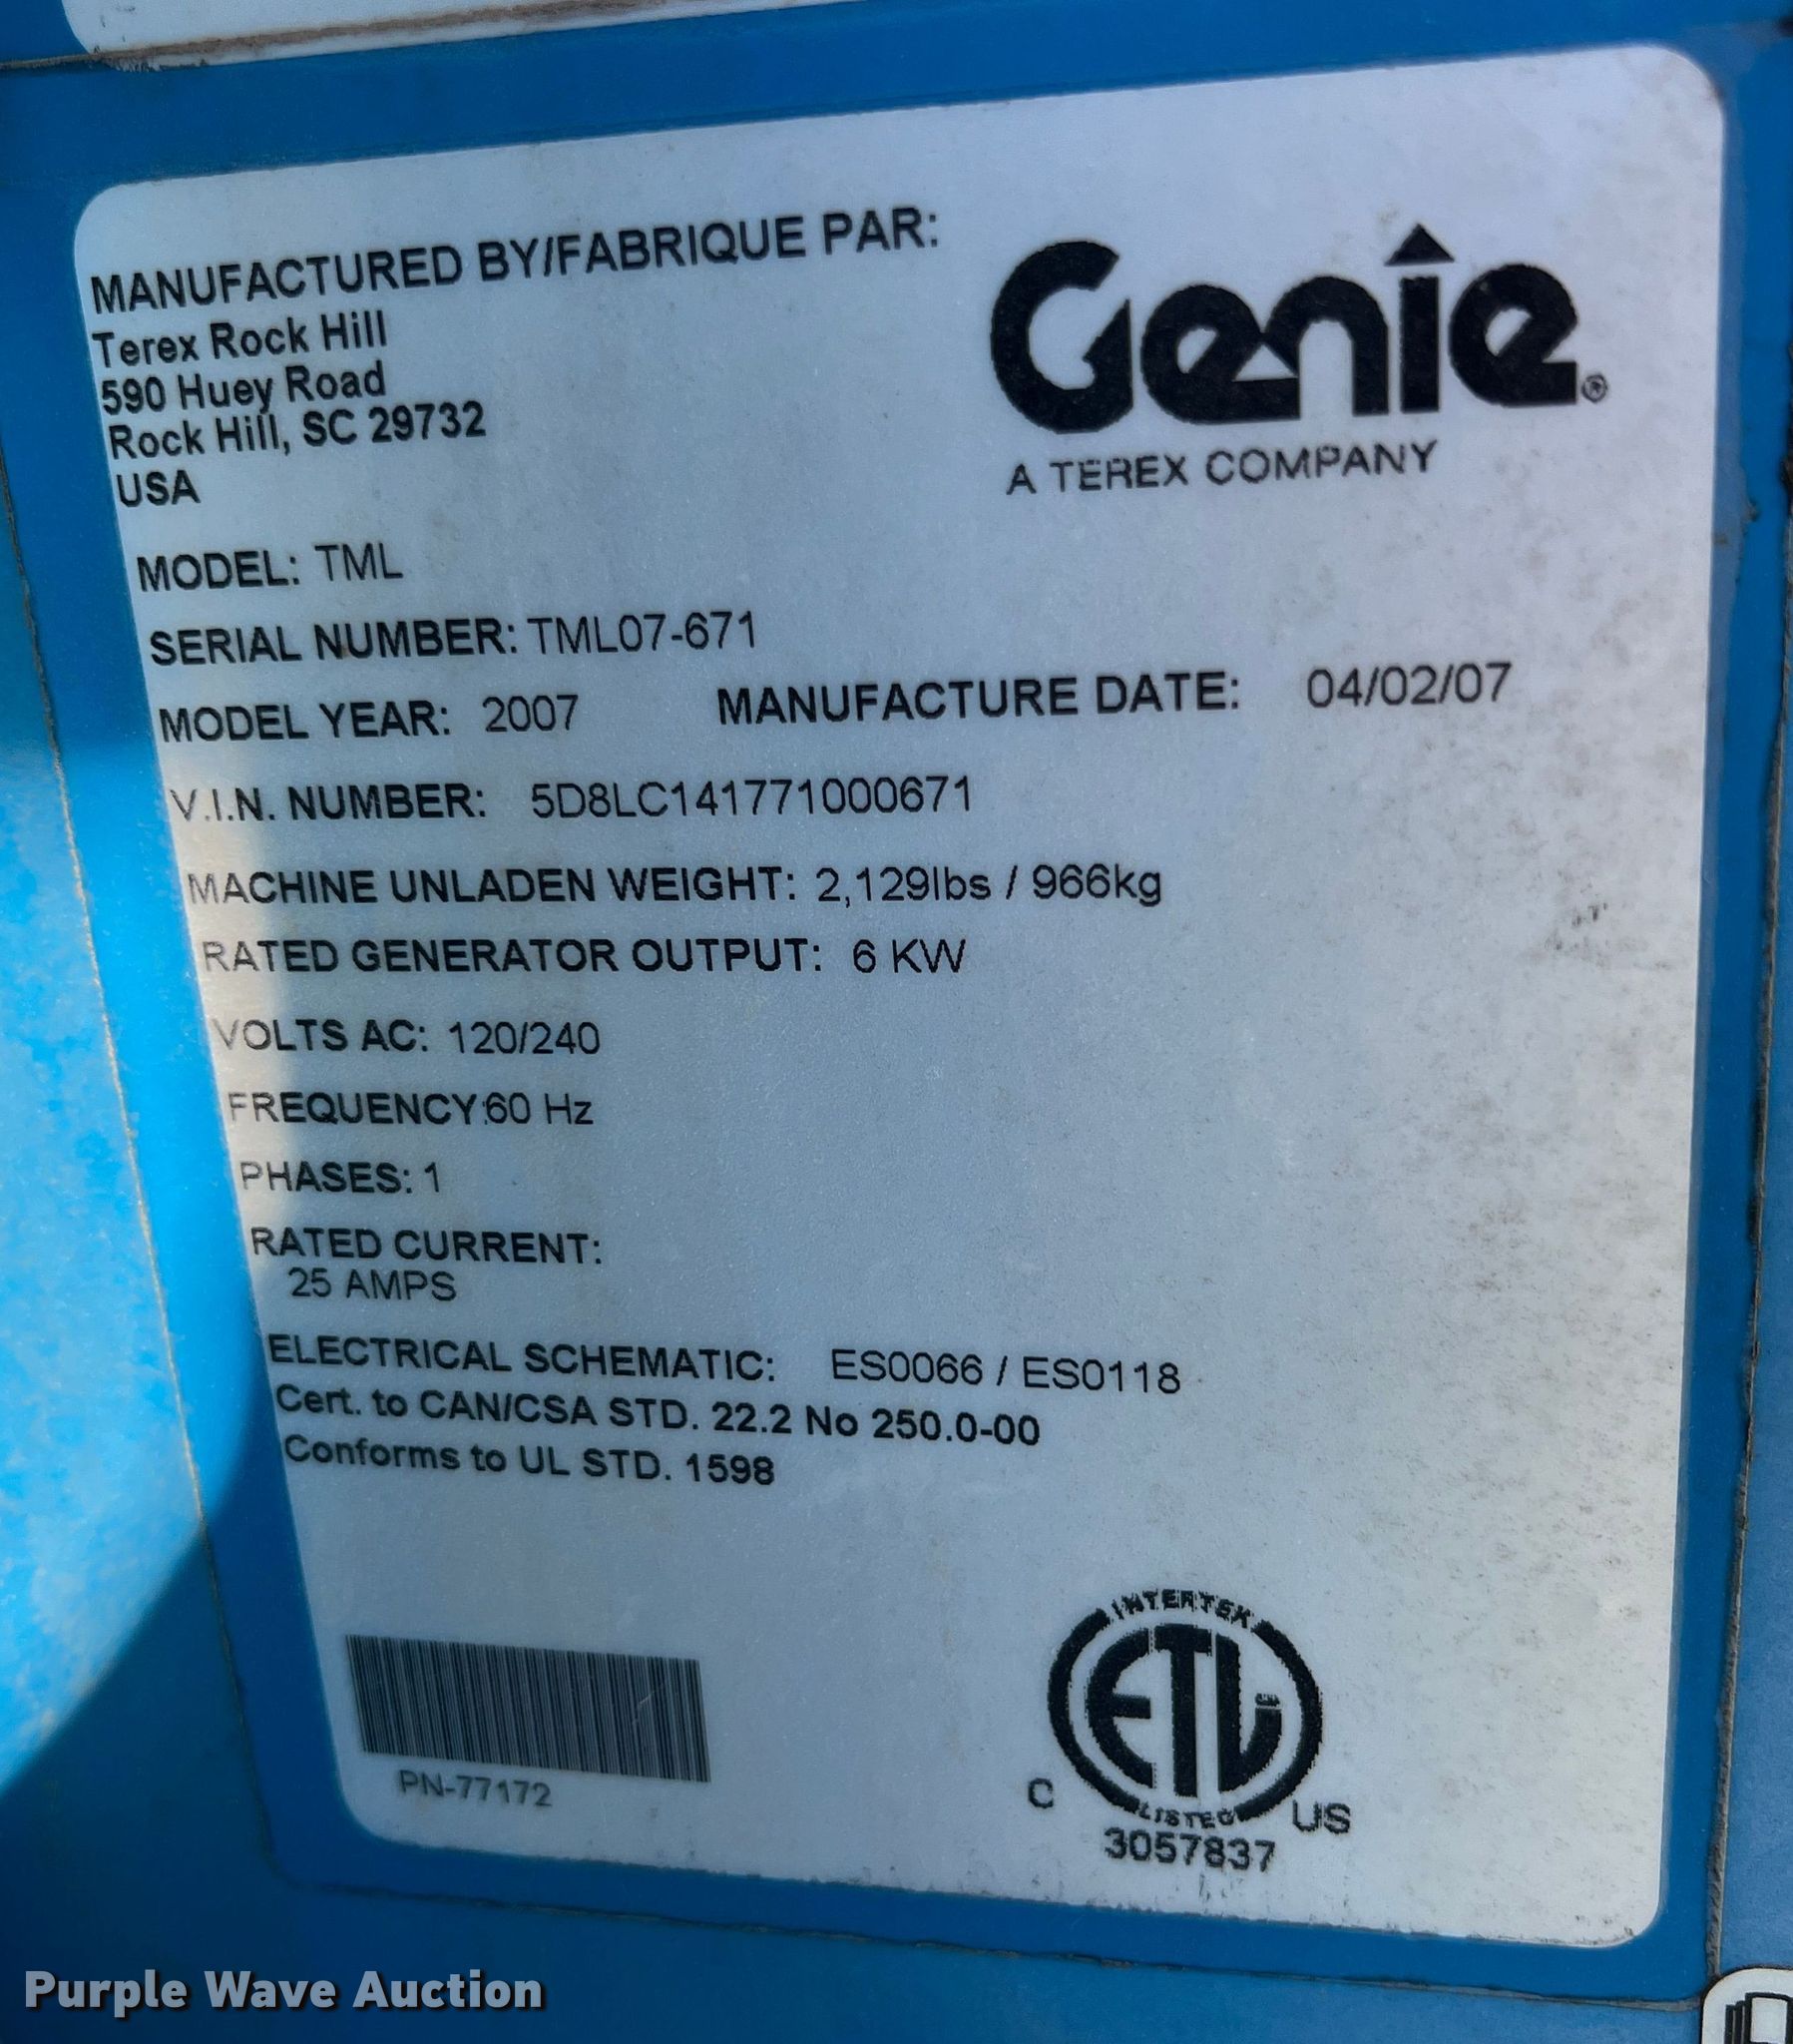 MANUFACTURED BY/FABRIQUE PAR:
Terex Rock Hill
590 Huey Road
Rock Hill, SC 29732
USA
Genie®
A TEREX COMPANY
MODEL: TML
SERIAL NUMBER: TML07-671
MODEL YEAR: 2007 MANUFACTURE DATE: 04/02/07
V.I.N. NUMBER: 5D8LC141771000671
MACHINE UNLADEN WEIGHT: 2,129lbs / 966kg
RATED GENERATOR OUTPUT: 6 KW
VOLTS AC: 120/240
FREQUENCY:60 Hz
PHASES: 1
RATED CURRENT:
25 AMPS
ELECTRICAL SCHEMATIC: ES0066 / ES0118
Cert. to CAN/CSA STD. 22.2 No 250.0-00
Conforms to UL STD. 1598
PN-77172
INTERTEK
ETL
LISTED
C US
3057837
Purple Wave Auction